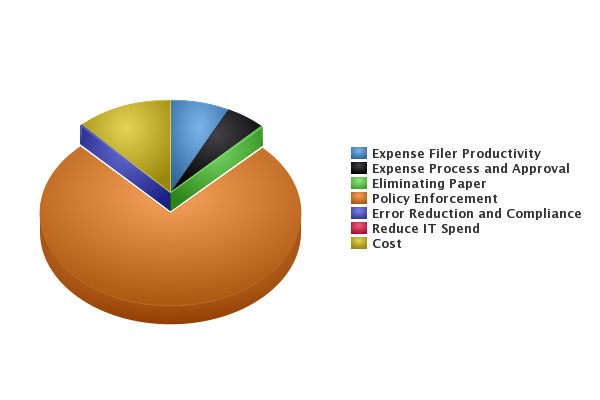 Expense Filer Productivity
Expense Process and Approval
Eliminating Paper
Policy Enforcement
Error Reduction and Compliance
Reduce IT Spend
Cost